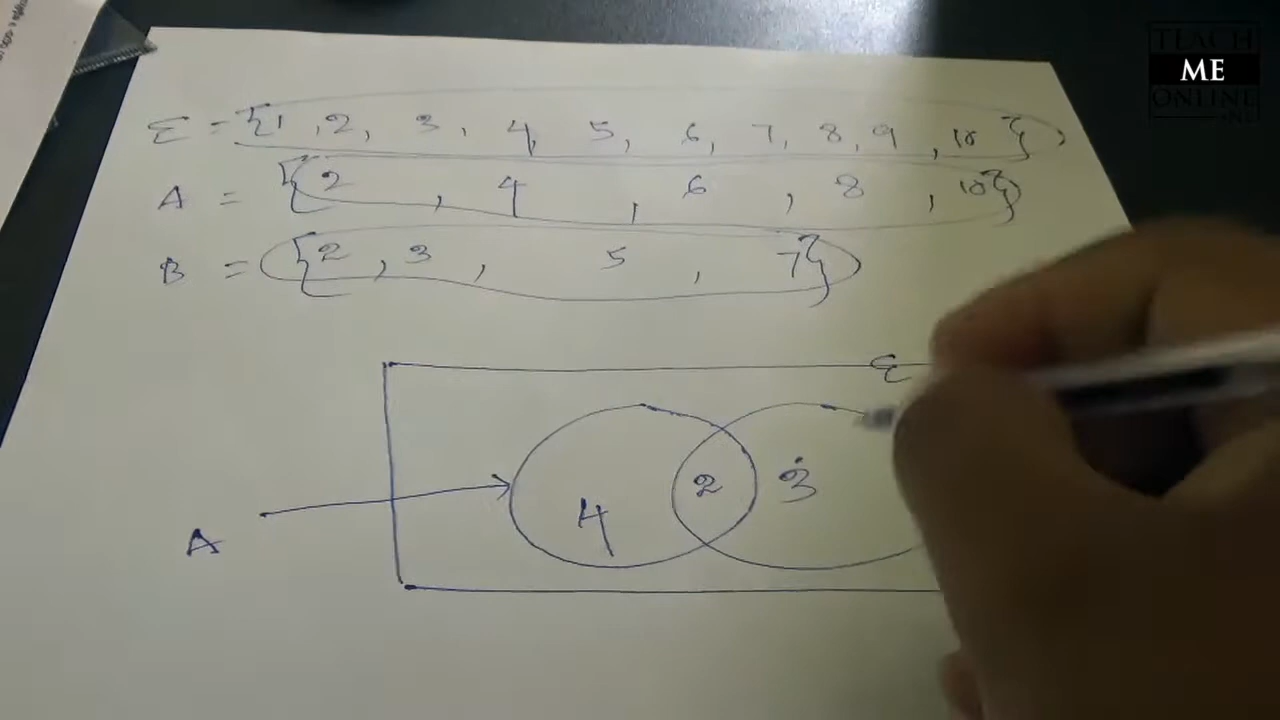 TEACH
ME
ONLINE
ε = {1, 2, 3, 4, 5, 6, 7, 8, 9, 10}
A = {2, 4, 6, 8, 10}
B = {2, 3, 5, 7}
ε
4 2 3
A